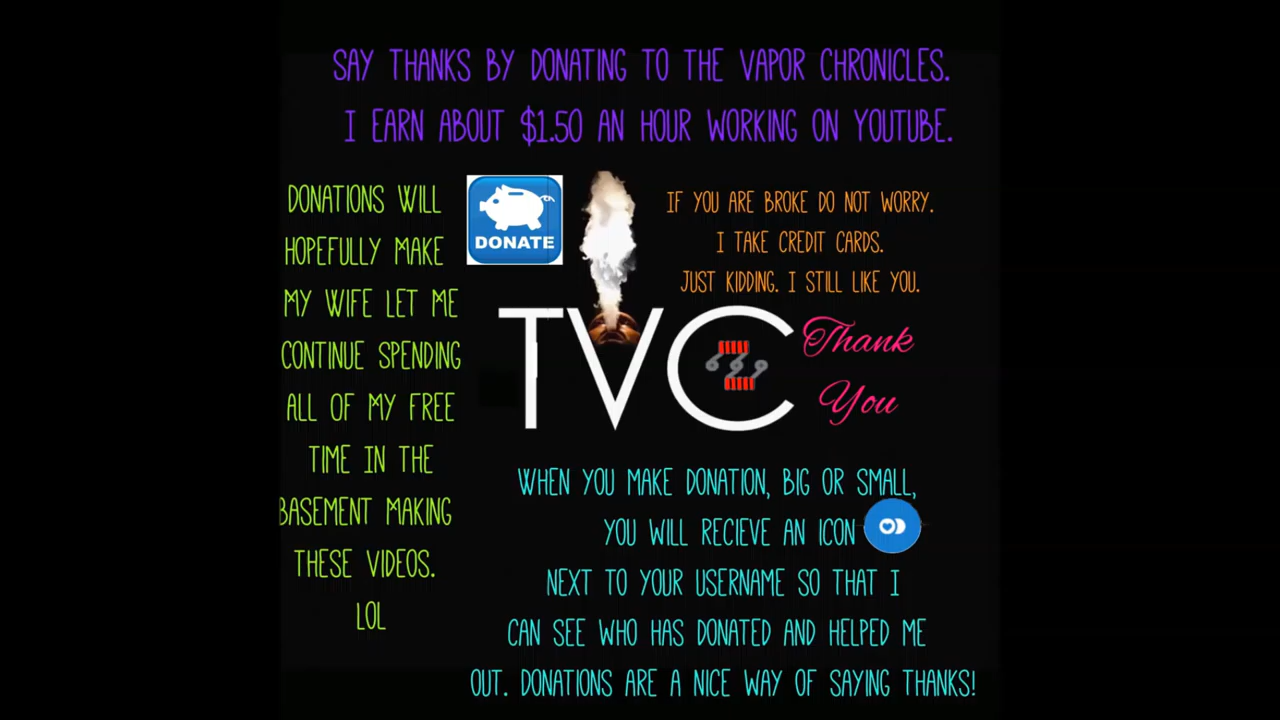 SAY THANKS BY DONATING TO THE VAPOR CHRONICLES.
I EARN ABOUT $1.50 AN HOUR WORKING ON YOUTUBE.
DONATIONS WILL
HOPEFULLY MAKE
MY WIFE LET ME
CONTINUE SPENDING
ALL OF MY FREE
TIME IN THE
BASEMENT MAKING
THESE VIDEOS.
LOL
DONATE
IF YOU ARE BROKE DO NOT WORRY.
I TAKE CREDIT CARDS.
JUST KIDDING. I STILL LIKE YOU.
TVC
Thank
You
WHEN YOU MAKE DONATION, BIG OR SMALL,
YOU WILL RECIEVE AN ICON
NEXT TO YOUR USERNAME SO THAT I
CAN SEE WHO HAS DONATED AND HELPED ME
OUT. DONATIONS ARE A NICE WAY OF SAYING THANKS!